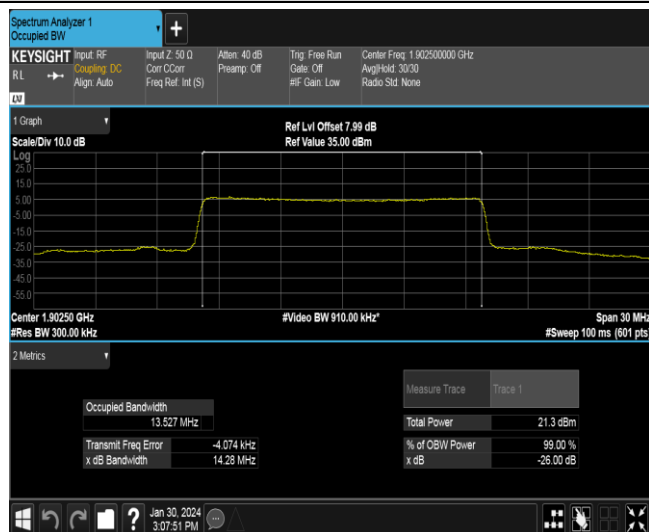 Spectrum Analyzer 1
Occupied BW
+
KEYSIGHT Input: RF Input Z: 50 Ω Atten: 40 dB Trig: Free Run Center Freq: 1.902500000 GHz
RL Coupling: DC Corr CCorr Preamp: Off Gate: Off Avg|Hold: 30/30
Align: Auto Freq Ref: Int (S) #IF Gain: Low Radio Std: None
LXI
1 Graph Ref Lvl Offset 7.99 dB
Scale/Div 10.0 dB Ref Value 35.00 dBm
Log
25.0
15.0
5.00
-5.00
-15.0
-25.0
-35.0
-45.0
-55.0
Center 1.90250 GHz #Video BW 910.00 kHz* Span 30 MHz
#Res BW 300.00 kHz #Sweep 100 ms (601 pts)
2 Metrics
Measure Trace Trace 1
Occupied Bandwidth
13.527 MHz Total Power 21.3 dBm
Transmit Freq Error -4.074 kHz % of OBW Power 99.00 %
x dB Bandwidth 14.28 MHz x dB -26.00 dB
? Jan 30, 2024
3:07:51 PM